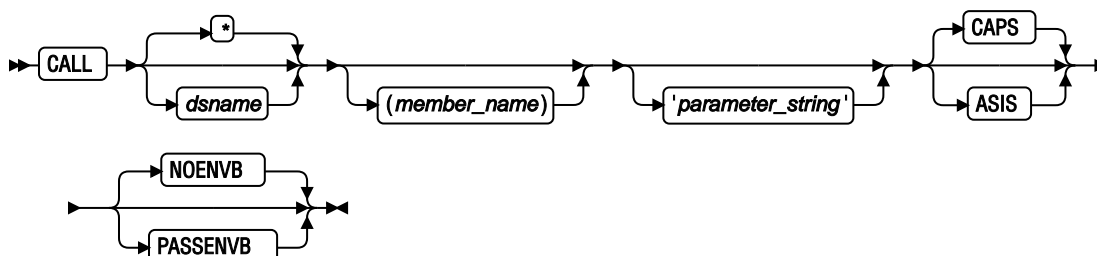 *
CAPS
CALL
dsname
(member_name)
'parameter_string'
ASIS
NOENVB
PASSENVB